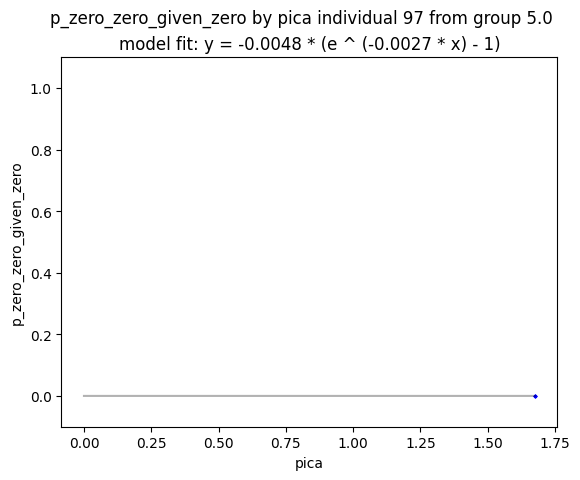 p_zero_zero_given_zero by pica individual 97 from group 5.0
model fit: y = -0.0048 * (e ^ (-0.0027 * x) - 1)
1.0
0.8
0.6
0.4
0.2
0.0
p_zero_zero_given_zero
0.00 0.25 0.50 0.75 1.00 1.25 1.50 1.75
pica